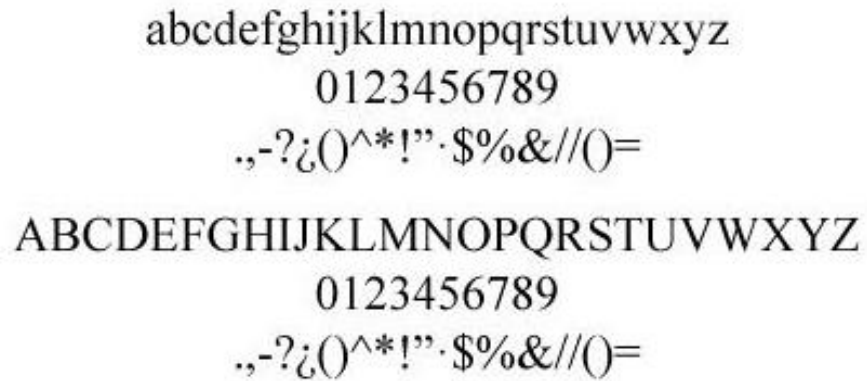 abcdefghijklmnopqrstuvwxyz
0123456789
.,-?¿()^*!”·$%&//()=
ABCDEFGHIJKLMNOPQRSTUVWXYZ
0123456789
.,-?¿()^*!”·$%&//()=